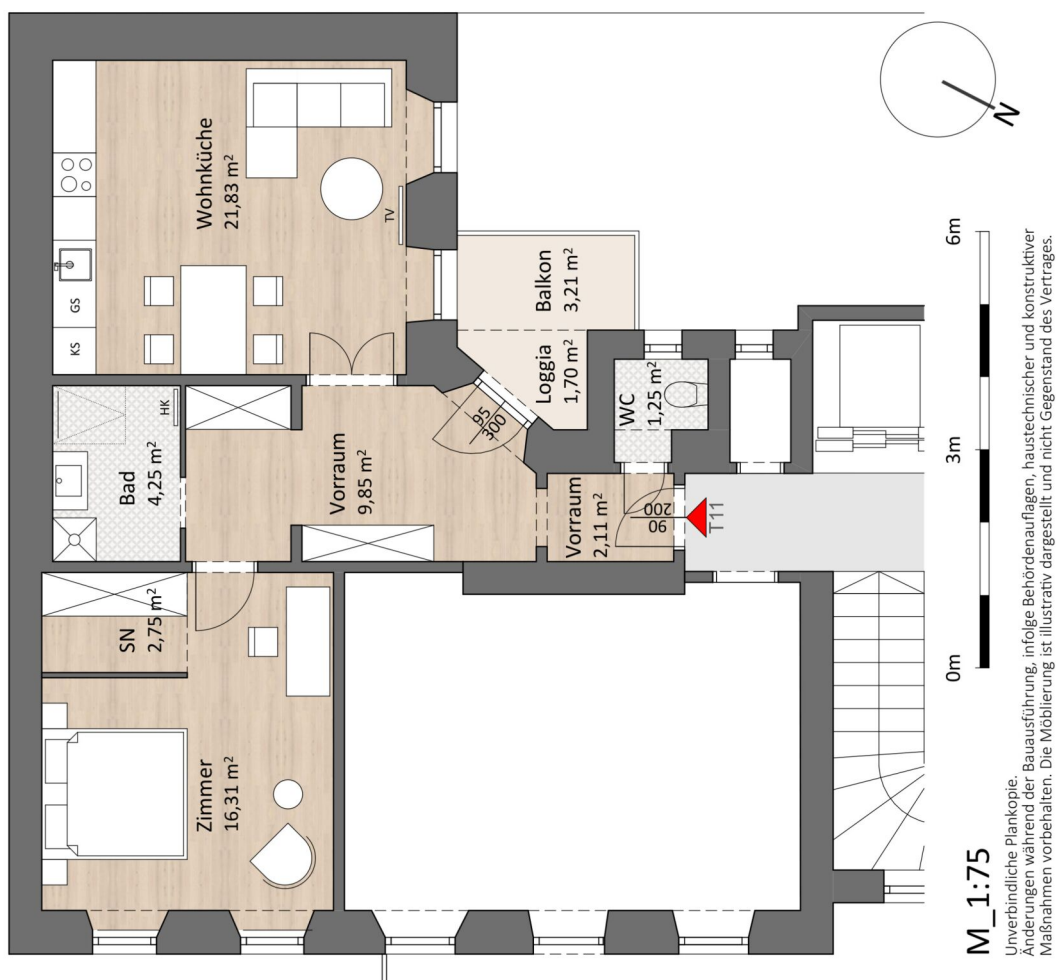 Wohnküche
21,83 m²
TV
GS
KS
Balkon
3,21 m²
Loggia
1,70 m²
WC
1,25 m²
HK
Bad
4,25 m²
Vorraum
9,85 m²
95
300
Vorraum
2,11 m²
90
200
T11
SN
2,75 m²
Zimmer
16,31 m²
N
0m
3m
6m
M_1:75
Unverbindliche Plankopie.
Änderungen während der Bauausführung, infolge Behördenauflagen, haustechnischer und konstruktiver
Maßnahmen vorbehalten. Die Möblierung ist illustrativ dargestellt und nicht Gegenstand des Vertrages.